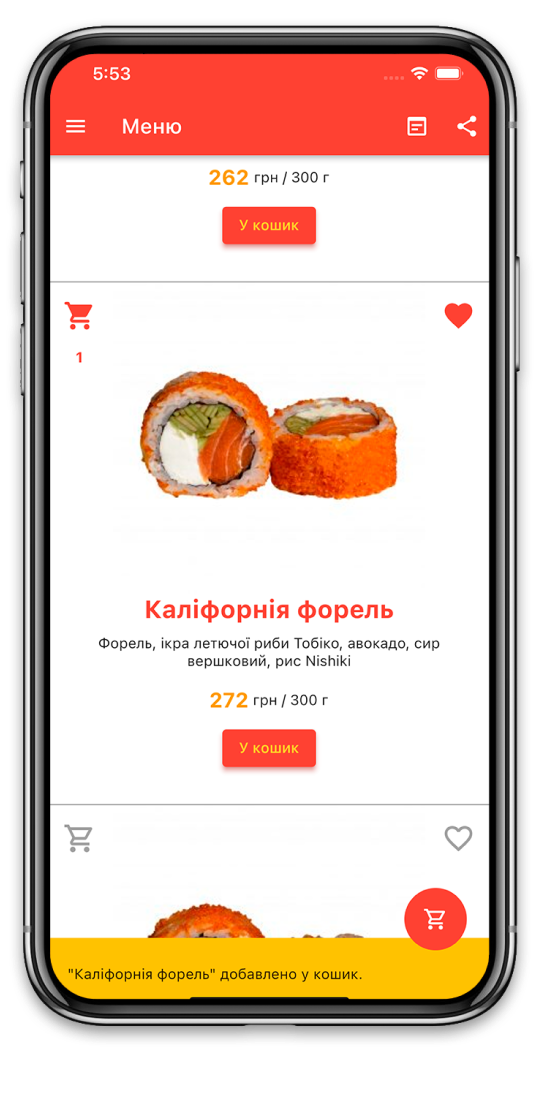 5:53
Меню
262 грн / 300 г
У кошик
1
Каліфорнія форель
Форель, ікра летючої риби Тобіко, авокадо, сир
вершковий, рис Nishiki
272 грн / 300 г
У кошик
"Каліфорнія форель" добавлено у кошик.